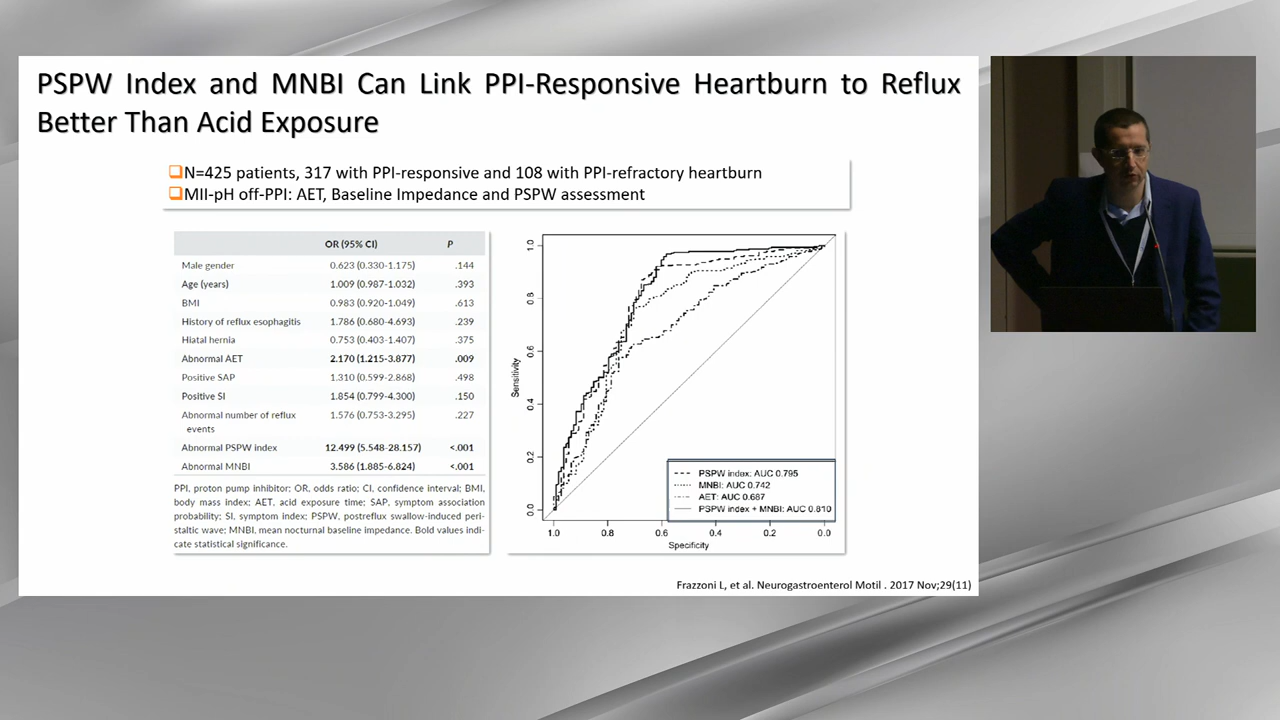 PSPW Index and MNBI Can Link PPI-Responsive Heartburn to Reflux
Better Than Acid Exposure
N=425 patients, 317 with PPI-responsive and 108 with PPI-refractory heartburn
MII-pH off-PPI: AET, Baseline Impedance and PSPW assessment
OR (95% CI) P
Male gender 0.623 (0.330-1.175) .144
Age (years) 1.009 (0.987-1.032) .393
BMI 0.983 (0.920-1.049) .613
History of reflux esophagitis 1.786 (0.680-4.693) .239
Hiatal hernia 0.753 (0.403-1.407) .375
Abnormal AET 2.170 (1.215-3.877) .009
Positive SAP 1.310 (0.599-2.868) .498
Positive SI 1.854 (0.799-4.300) .150
Abnormal number of reflux 1.576 (0.753-3.295) .227
events
Abnormal PSPW index 12.499 (5.548-28.157) <.001
Abnormal MNBI 3.586 (1.885-6.824) <.001
PPI, proton pump inhibitor; OR, odds ratio; CI, confidence interval; BMI,
body mass index; AET, acid exposure time; SAP, symptom association
probability; SI, symptom index; PSPW, postreflux swallow-induced peri-
staltic wave; MNBI, mean nocturnal baseline impedance. Bold values indi-
cate statistical significance.
1.0
0.8
0.6
0.4
0.2
0.0
Sensitivity
PSPW index: AUC 0.795
MNBI: AUC 0.742
AET: AUC 0.687
PSPW index + MNBI: AUC 0.810
1.0 0.8 0.6 0.4 0.2 0.0
Specificity
Frazzoni L, et al. Neurogastroenterol Motil . 2017 Nov;29(11)